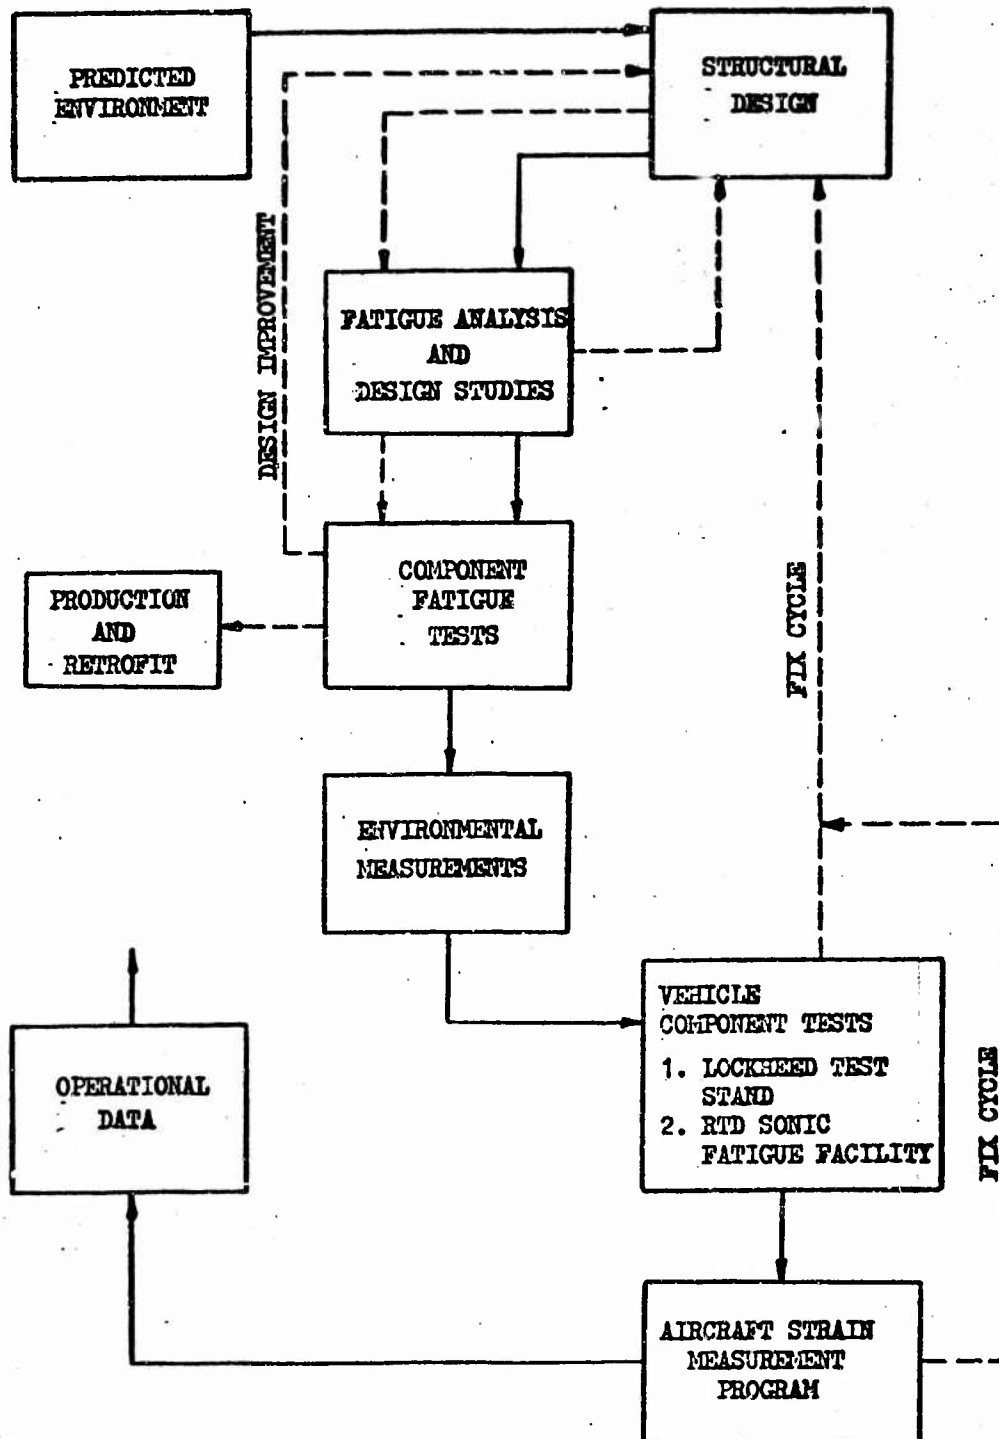 PREDICTED
ENVIRONMENT
STRUCTURAL
DESIGN
DESIGN IMPROVEMENT
FATIGUE ANALYSIS
AND
DESIGN STUDIES
COMPONENT
FATIGUE
TESTS
PRODUCTION
AND
RETROFIT
FIX CYCLE
ENVIRONMENTAL
MEASUREMENTS
VEHICLE
COMPONENT TESTS
1. LOCKHEED TEST
STAND
2. RTD SONIC
FATIGUE FACILITY
FIX CYCLE
OPERATIONAL
DATA
AIRCRAFT STRAIN
MEASUREMENT
PROGRAM